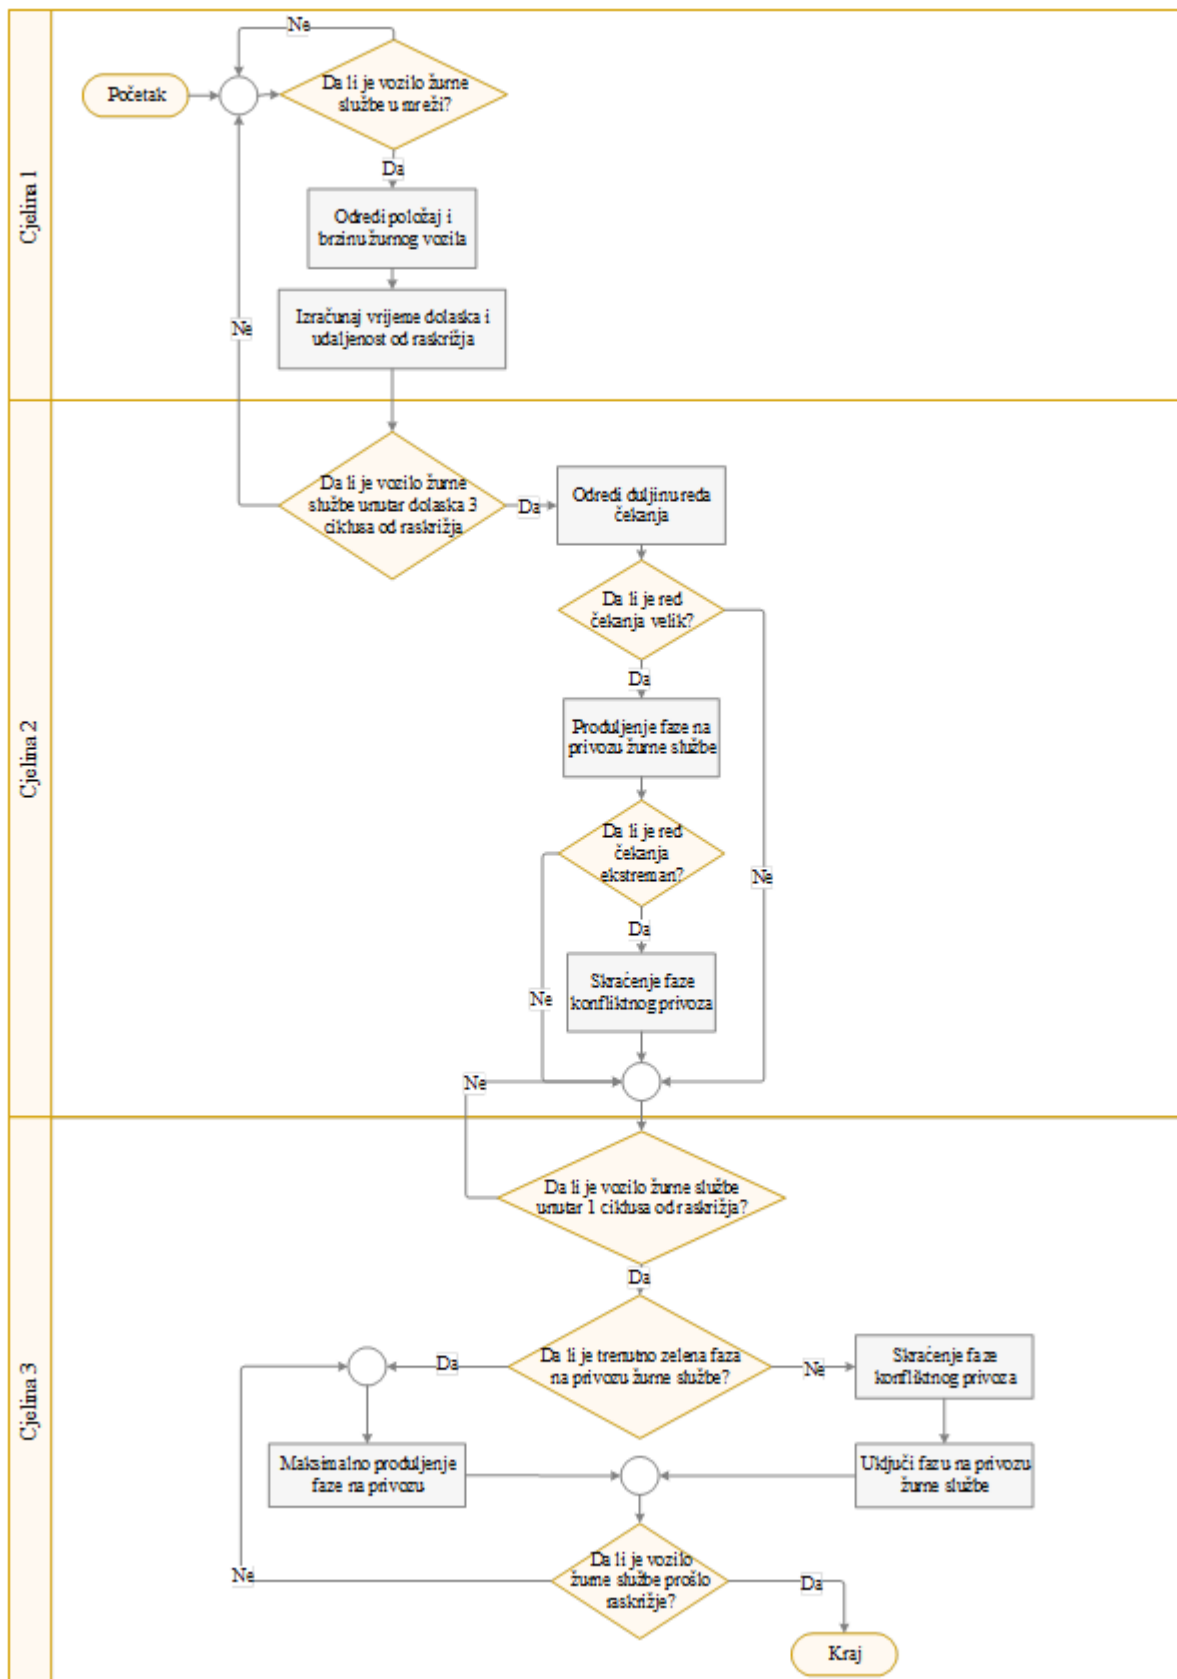 Cjelina 1
Ne
Početak
Da li je vozilo žurne
službe u mreži?
Da
Odredi položaj i
brzinu žurnog vozila
Izračunaj vrijeme dolaska i
udaljenost od raskrižja
Ne
Cjelina 2
Da li je vozilo žurne
službe unutar dolaska 3
ciklusa od raskrižja
Da
Odredi duljinu reda
čekanja
Da li je red
čekanja velik?
Da
Produljenje faze na
privozu žurne službe
Da li je red
čekanja
ekstreman?
Ne
Da
Skraćenje faze
konfliktnog privoza
Ne
Ne
Cjelina 3
Da li je vozilo žurne službe
unutar 1 ciklusa od raskrižja?
Da
Da li je trenutno zelena faza
na privozu žurne službe?
Da
Ne
Skraćenje faze
konfliktnog privoza
Maksimalno produljenje
faze na privozu
Uključi fazu na privozu
žurne službe
Da li je vozilo
žurne službe prošlo
raskrižje?
Ne
Da
Kraj